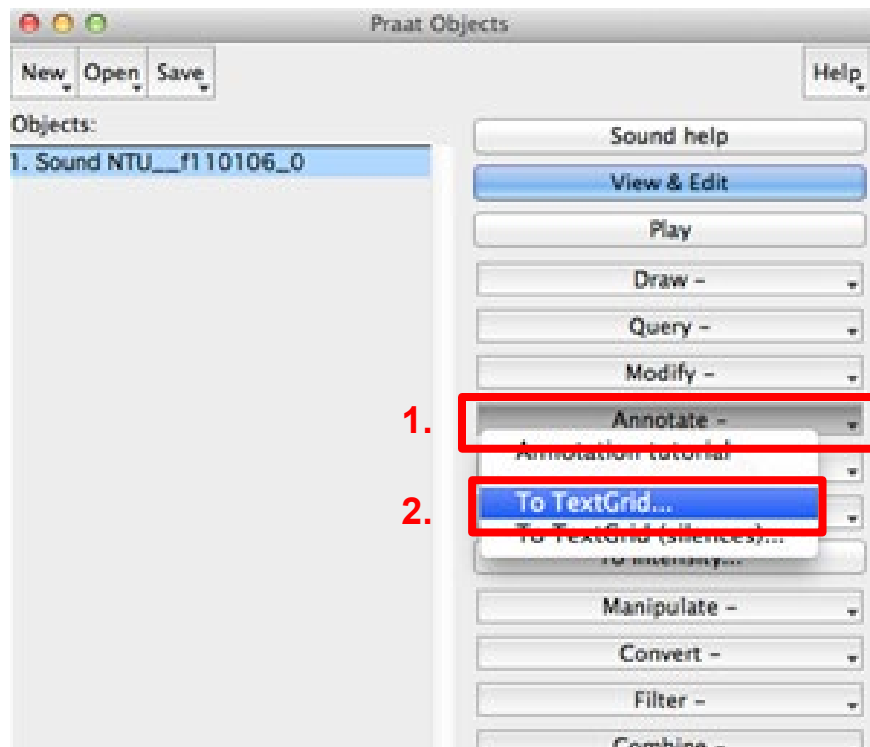 Praat Objects
New Open Save Help
Objects:
1. Sound NTU__f110106_0
Sound help
View & Edit
Play
Draw –
Query –
Modify –
1. Annotate –
Annotation tutorial
2. To TextGrid...
To TextGrid (silences)...
To Intensity...
Manipulate –
Convert –
Filter –
Combine –